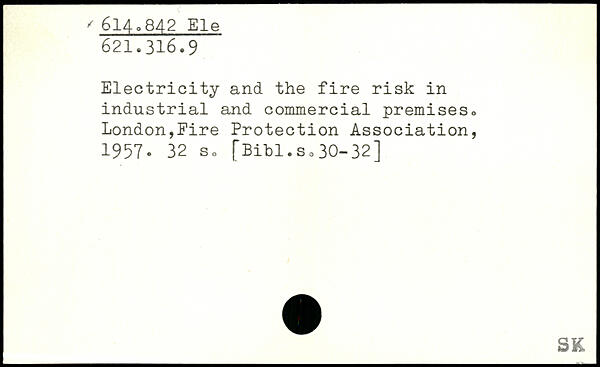 614.842 Ele
621.316.9
Electricity and the fire risk in
industrial and commercial premises.
London,Fire Protection Association,
1957. 32 s. [Bibl.s.30-32]
SK